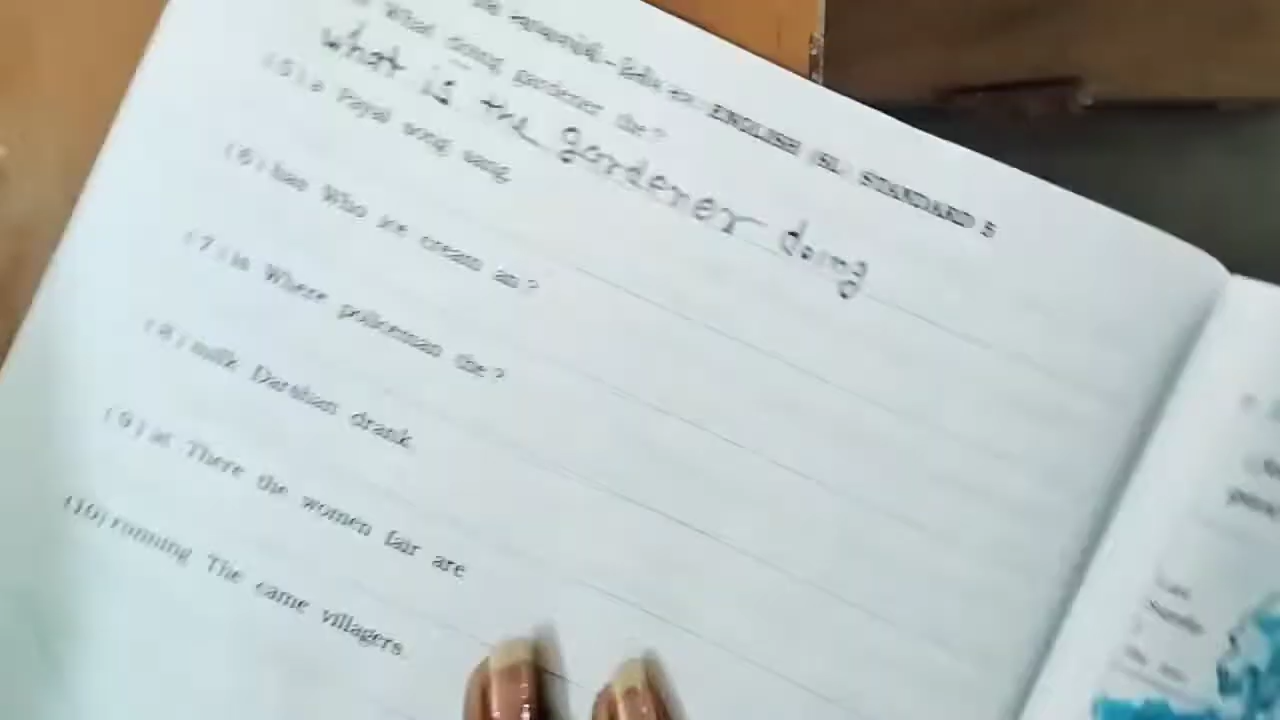 ENGLISH (SL) STANDARD 5
What doing gardener the?
what is the gardener doing
(5) a Payal song sang
(6) has Who ice cream an?
(7) is Where policeman the?
(8) milk Darshan drank
(9) at There the women fair are
(10) running The came villagers